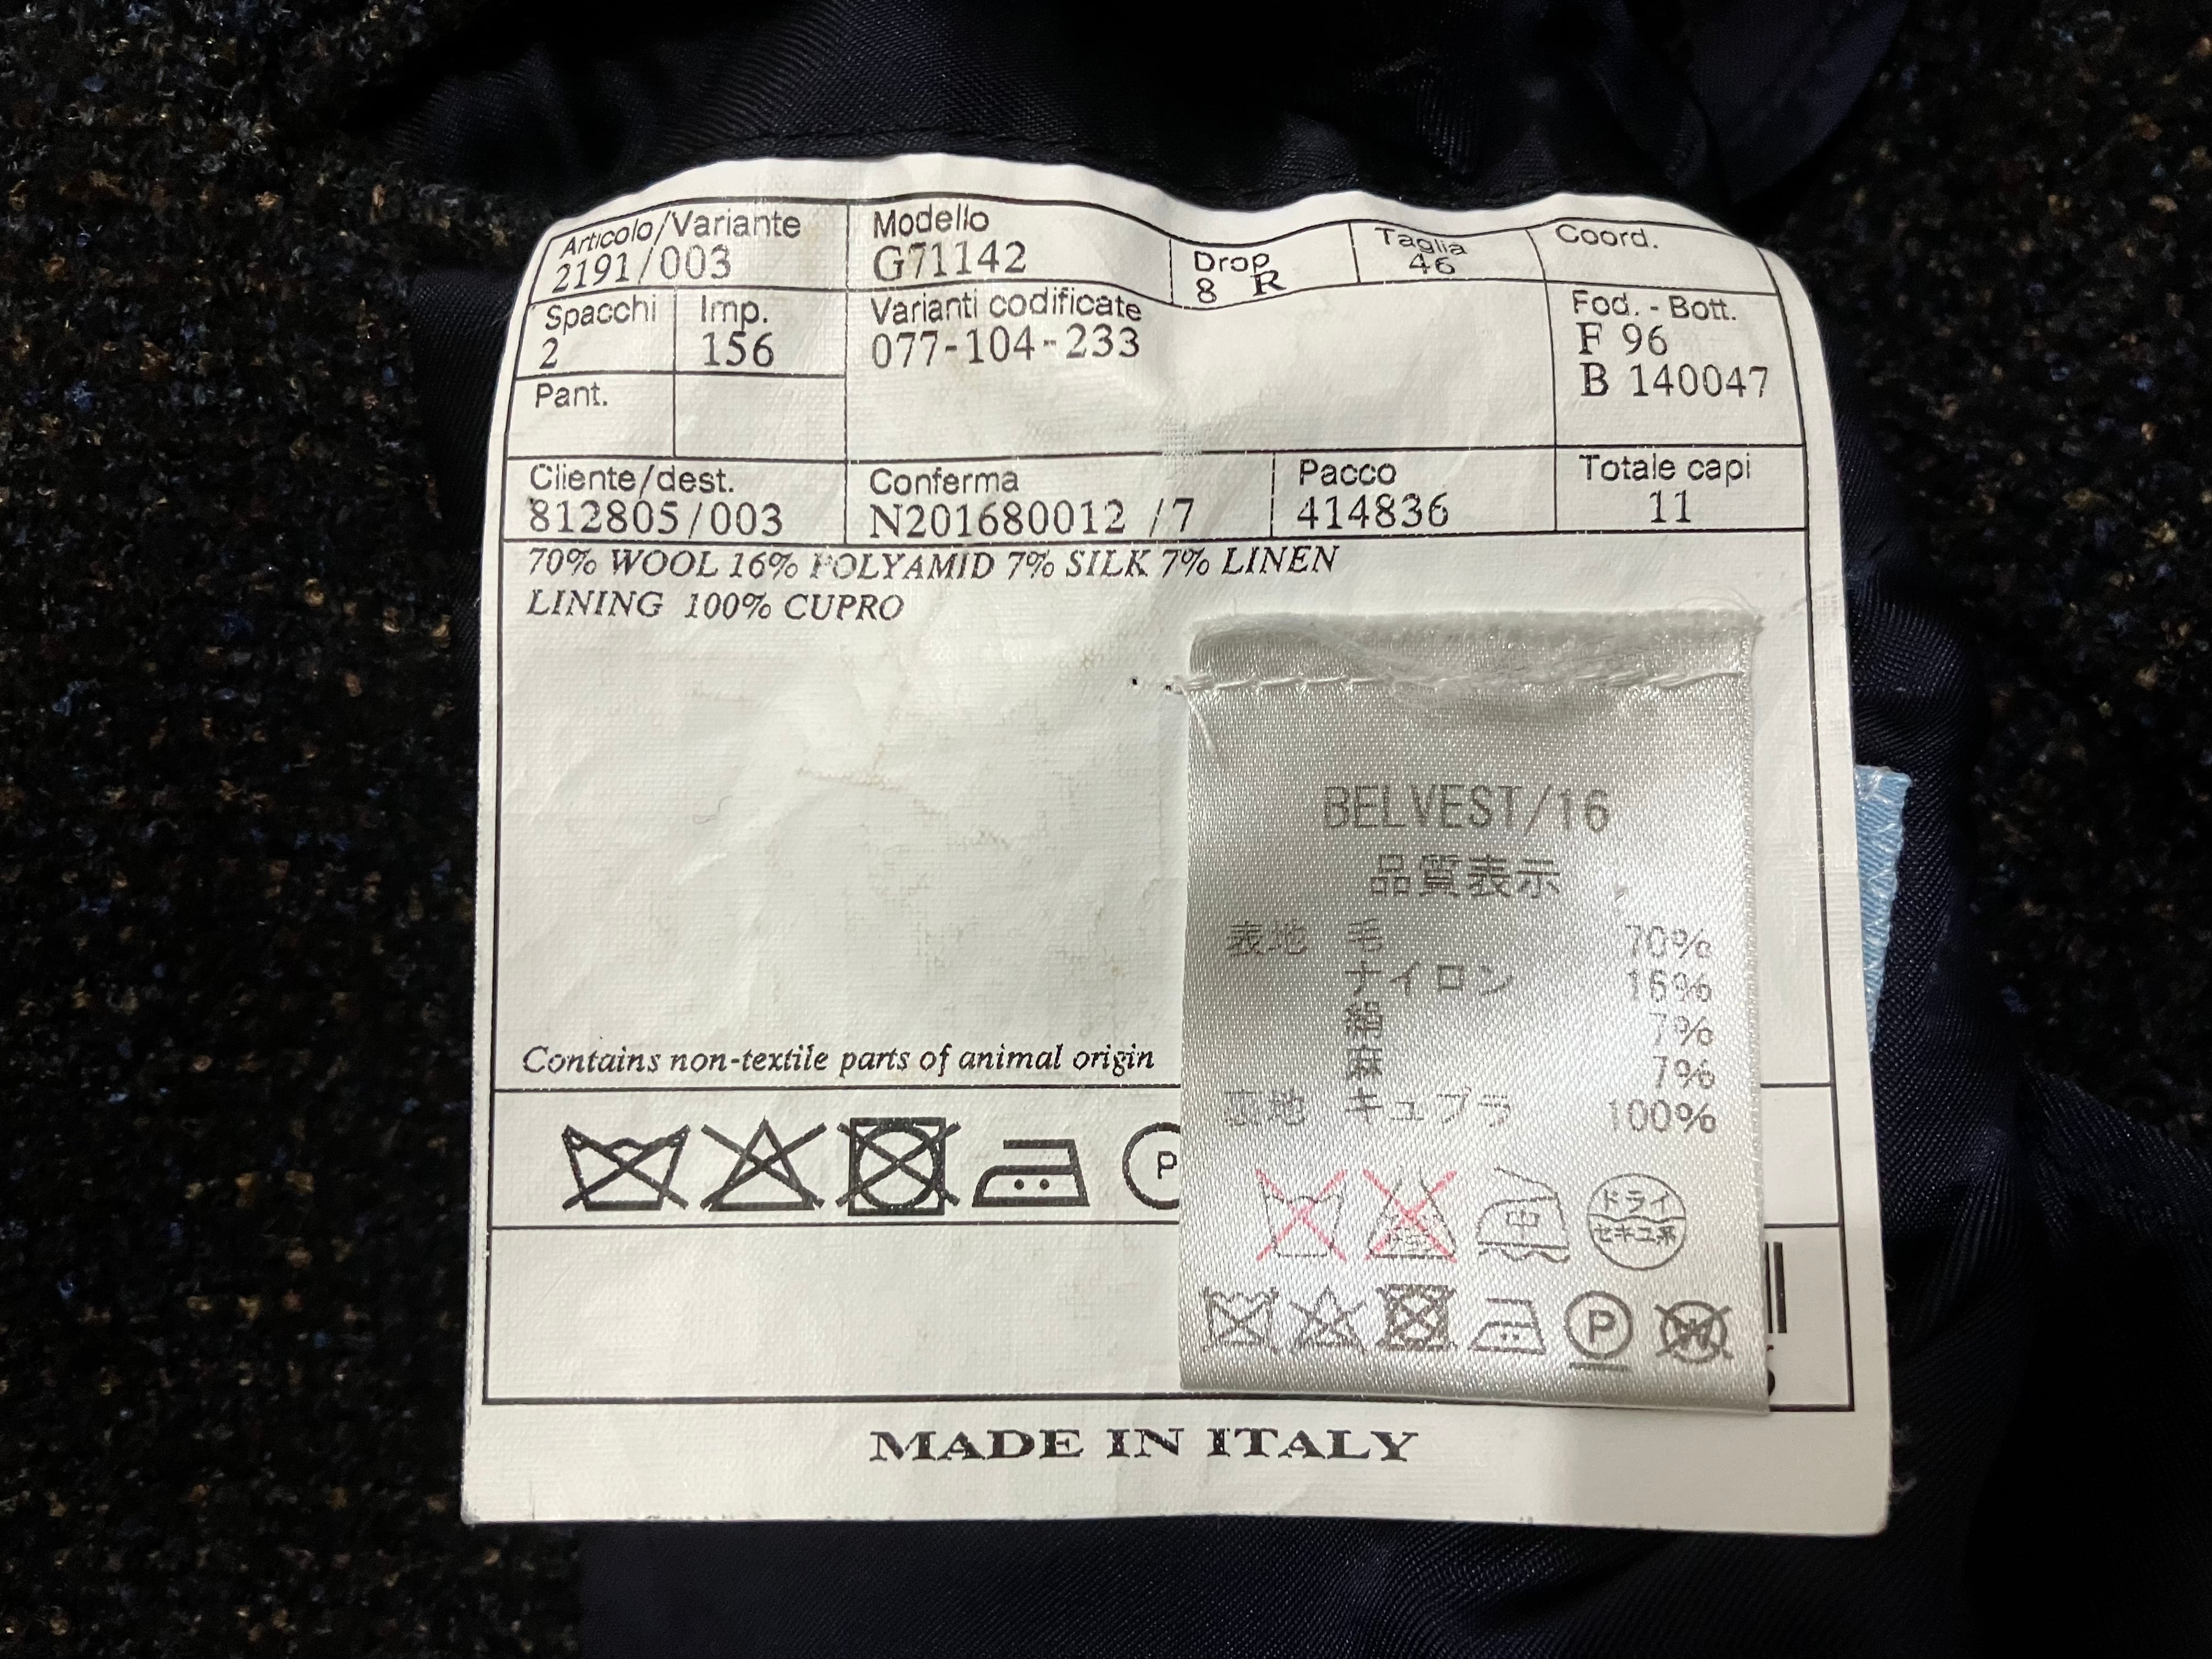 Articolo/Variante
2191/003
Modello
G71142
Drop
8 R
Taglia
46
Coord.
Spacchi
2
Imp.
156
Varianti codificate
077-104-233
Fod. - Bott.
F 96
B 140047
Pant.
Cliente/dest.
812805/003
Conferma
N201680012 /7
Pacco
414836
Totale capi
11
70% WOOL 16% POLYAMID 7% SILK 7% LINEN
LINING 100% CUPRO
Contains non-textile parts of animal origin
P
BELVEST/16
品質表示
表地 毛 70%
ナイロン 16%
絹 7%
麻 7%
裏地 キュプラ 100%
中
ドライ
セキユ系
P
W
MADE IN ITALY